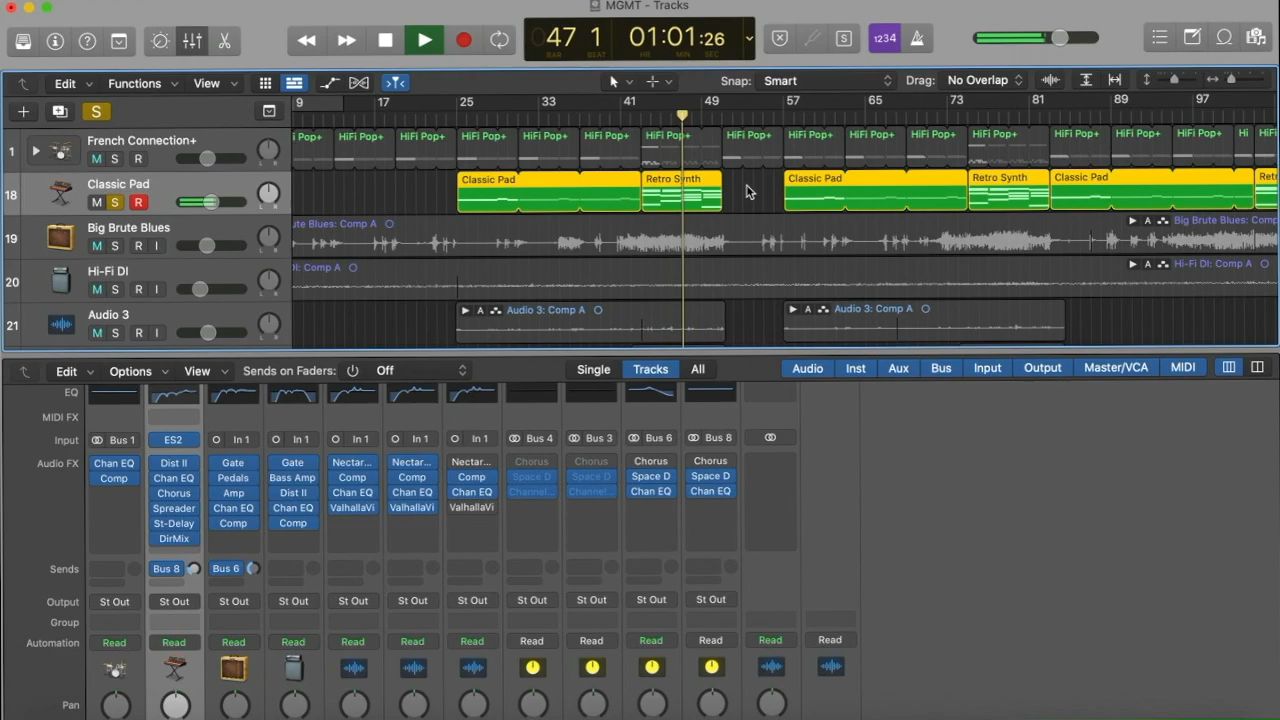 MGMT - Tracks
47 1 01:01:26
BAR BEAT HR MIN SEC
1234
S
Edit Functions View Snap: Smart Drag: No Overlap
S
9 17 25 33 41 49 57 65 73 81 89 97
1 French Connection+
M S R
HiFi Pop+ HiFi Pop+ HiFi Pop+ HiFi Pop+ HiFi Pop+ HiFi Pop+ HiFi Pop+ HiFi Pop+ HiFi Pop+ HiFi Pop+ HiFi Pop+ HiFi Pop+ Hi HiFi Pop+
18 Classic Pad
M S R
Classic Pad Retro Synth Classic Pad Retro Synth Classic Pad Retr
19 Big Brute Blues
M S R I
ute Blues: Comp A A Big Brute Blues: Comp
20 Hi-Fi DI
M S R I
DI: Comp A A Hi-Fi DI: Comp A
21 Audio 3
M S R I
A Audio 3: Comp A A Audio 3: Comp A
Edit Options View Sends on Faders: Off Single Tracks All Audio Inst Aux Bus Input Output Master/VCA MIDI
EQ
MIDI FX
Input Bus 1 ES2 In 1 In 1 In 1 In 1 In 1 Bus 4 Bus 3 Bus 6 Bus 8
Audio FX Chan EQ Dist II Gate Gate Nectar... Nectar... Nectar... Chorus Chorus Chorus Chorus
Comp Chan EQ Pedals Bass Amp Comp Comp Comp Space D Space D Space D Space D
Chorus Amp Dist II Chan EQ Chan EQ Chan EQ Channel... Channel... Chan EQ Chan EQ
Spreader Chan EQ Chan EQ ValhallaVi ValhallaVi ValhallaVi
St-Delay Comp Comp
DirMix
Sends Bus 8 Bus 6
Output St Out St Out St Out St Out St Out St Out St Out St Out St Out St Out St Out
Group
Automation Read Read Read Read Read Read Read Read Read Read Read Read Read
Pan